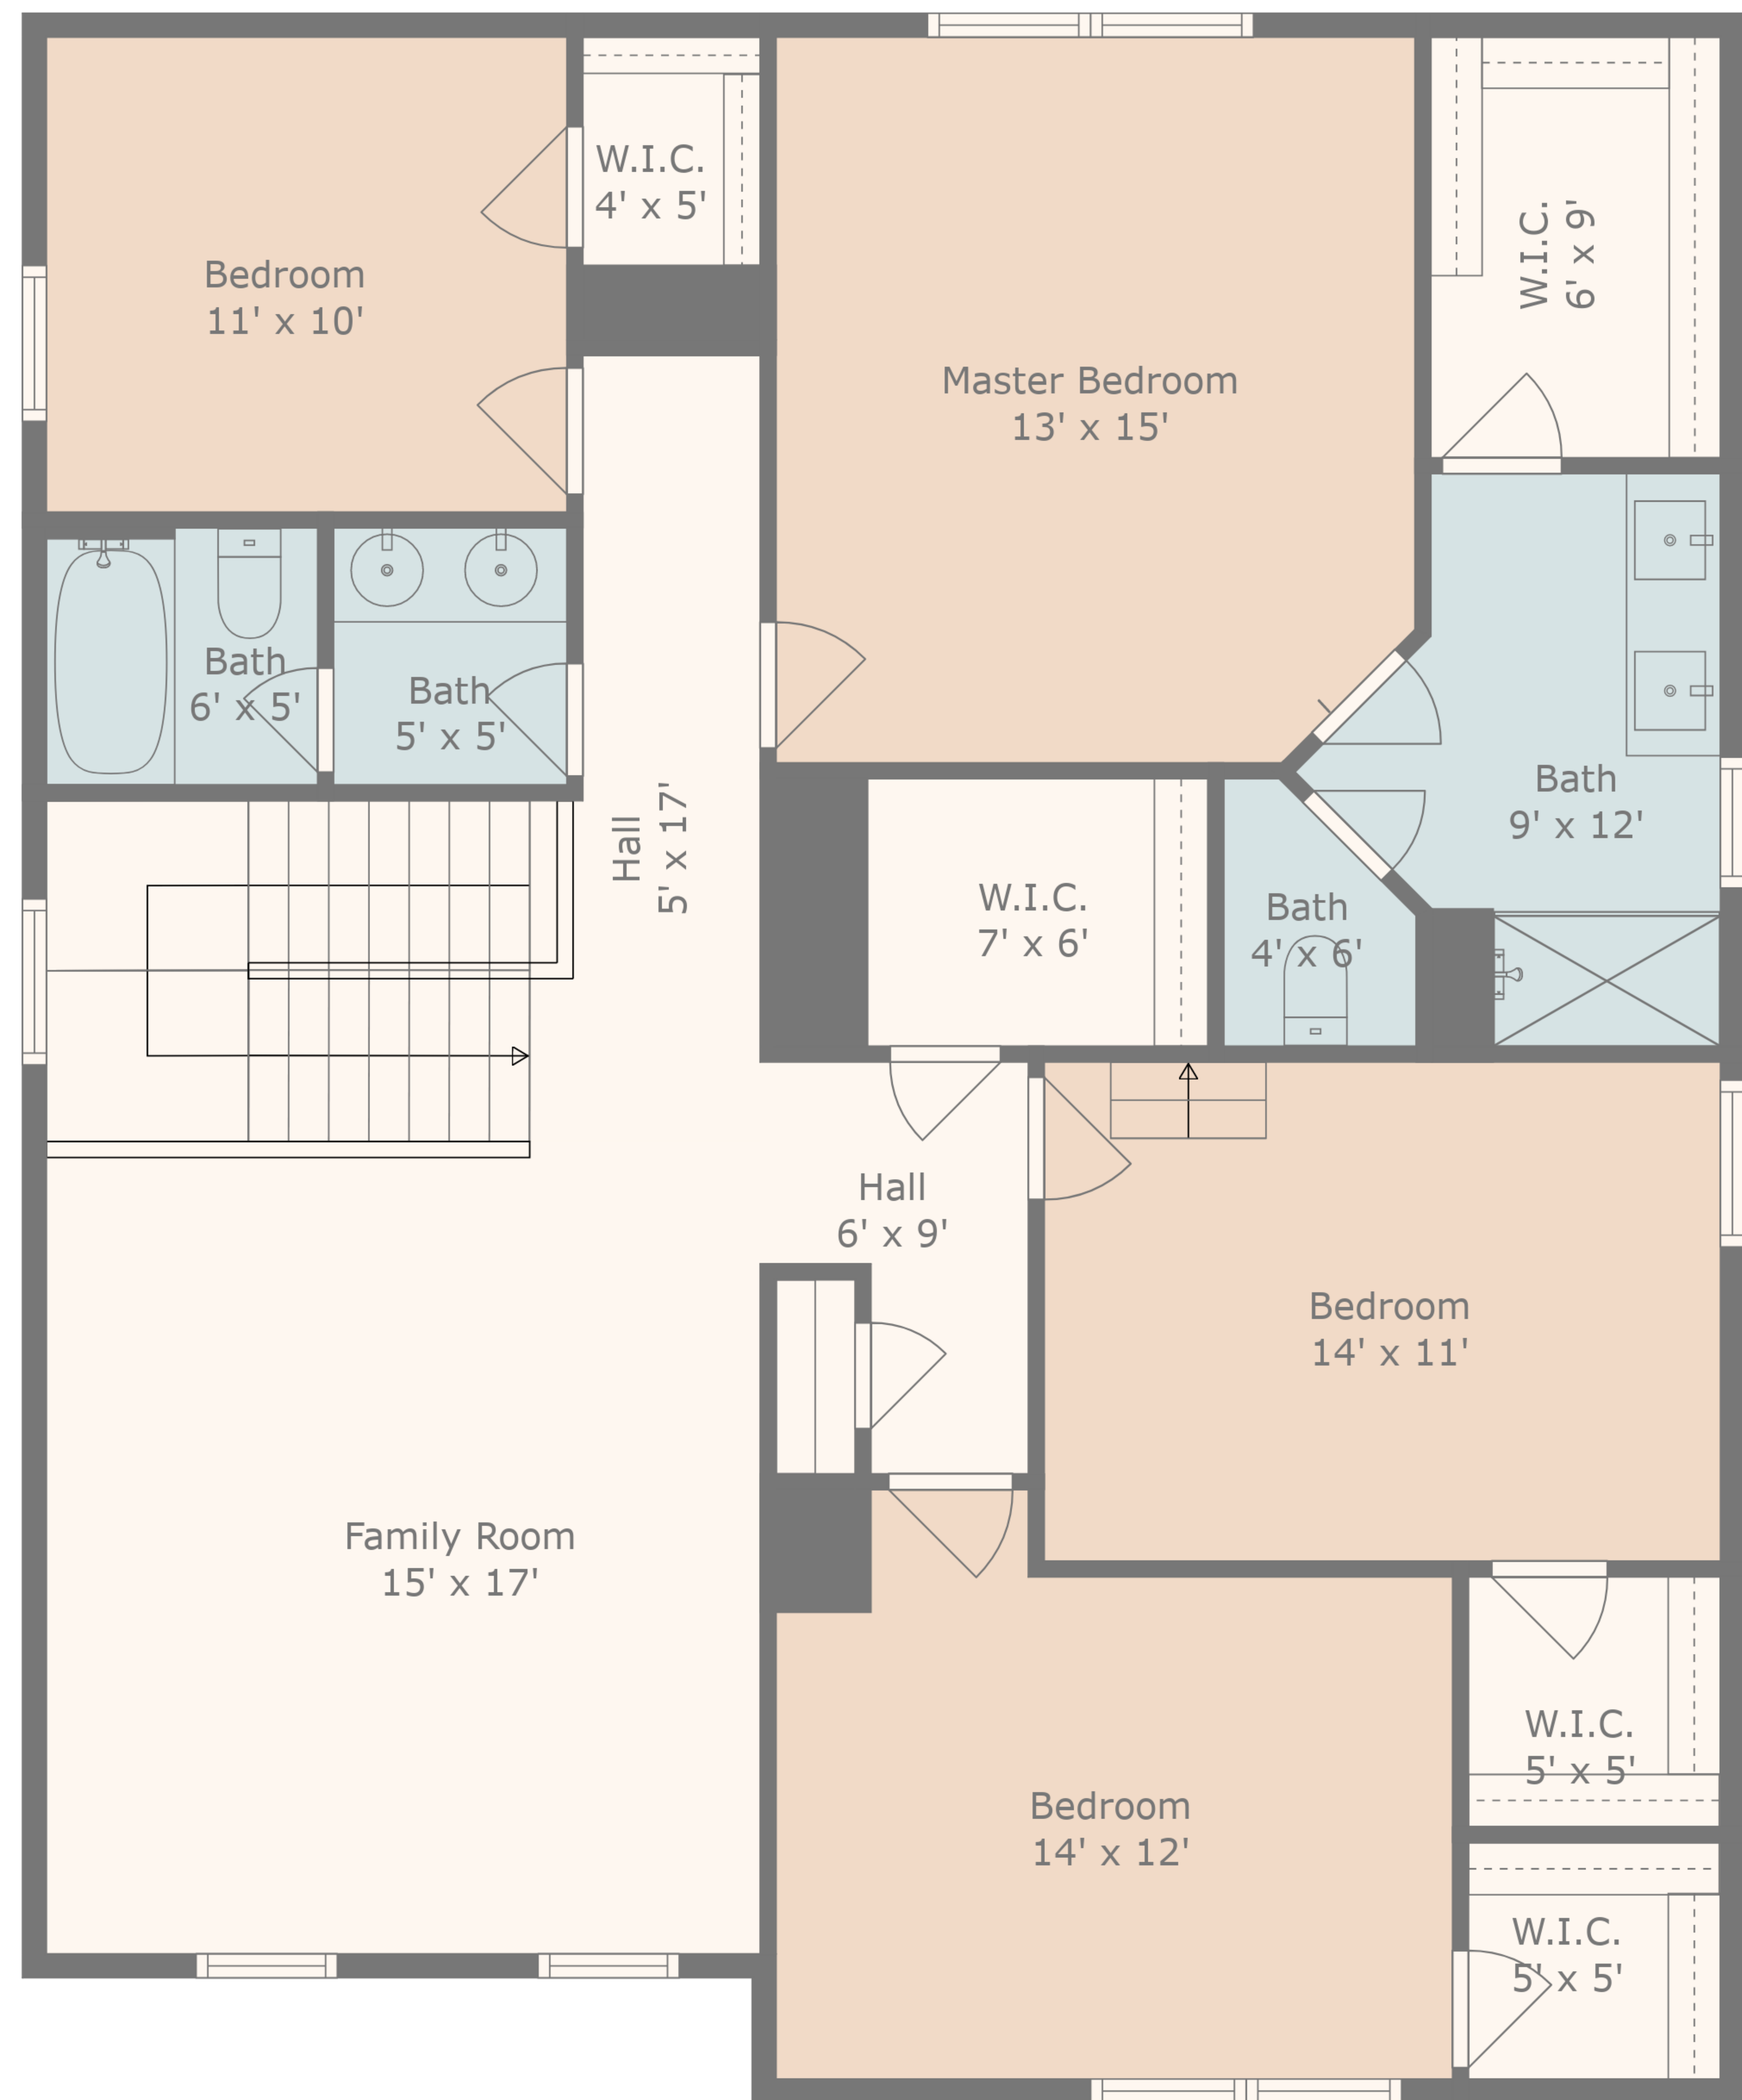 W.I.C.
4' x 5'
Bedroom
11' x 10'
W.I.C.
6' x 9'
Master Bedroom
13' x 15'
Bath
6' x 5'
Bath
5' x 5'
Hall
5' x 17'
Bath
9' x 12'
W.I.C.
7' x 6'
Bath
4' x 6'
Hall
6' x 9'
Bedroom
14' x 11'
Family Room
15' x 17'
W.I.C.
5' x 5'
Bedroom
14' x 12'
W.I.C.
5' x 5'